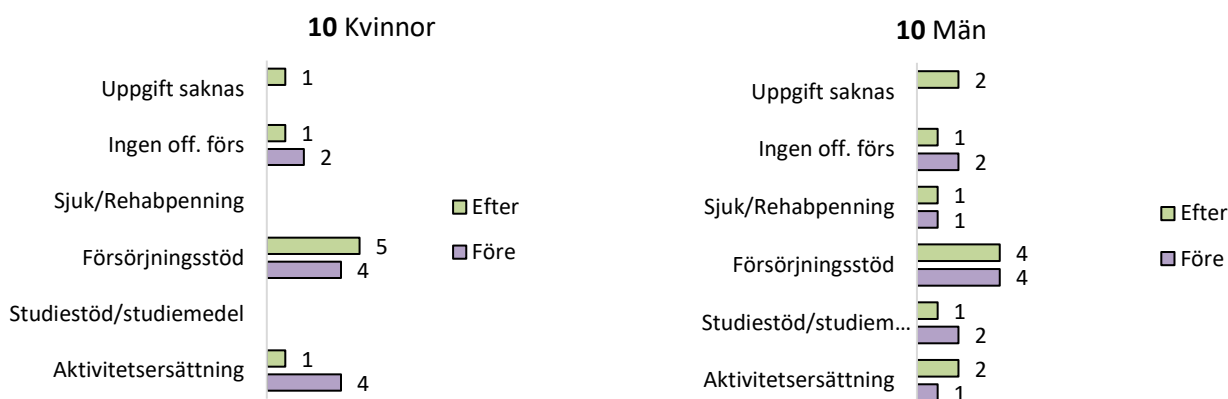 10 Kvinnor
Uppgift saknas 1
Ingen off. förs 1
2
Sjuk/Rehabpenning
Försörjningsstöd 5
4
Studiestöd/studiemedel
Aktivitetsersättning 1
4
Efter
Före
10 Män
Uppgift saknas 2
Ingen off. förs 1
2
Sjuk/Rehabpenning 1
1
Försörjningsstöd 4
4
Studiestöd/studiem... 1
2
Aktivitetsersättning 2
1
Efter
Före